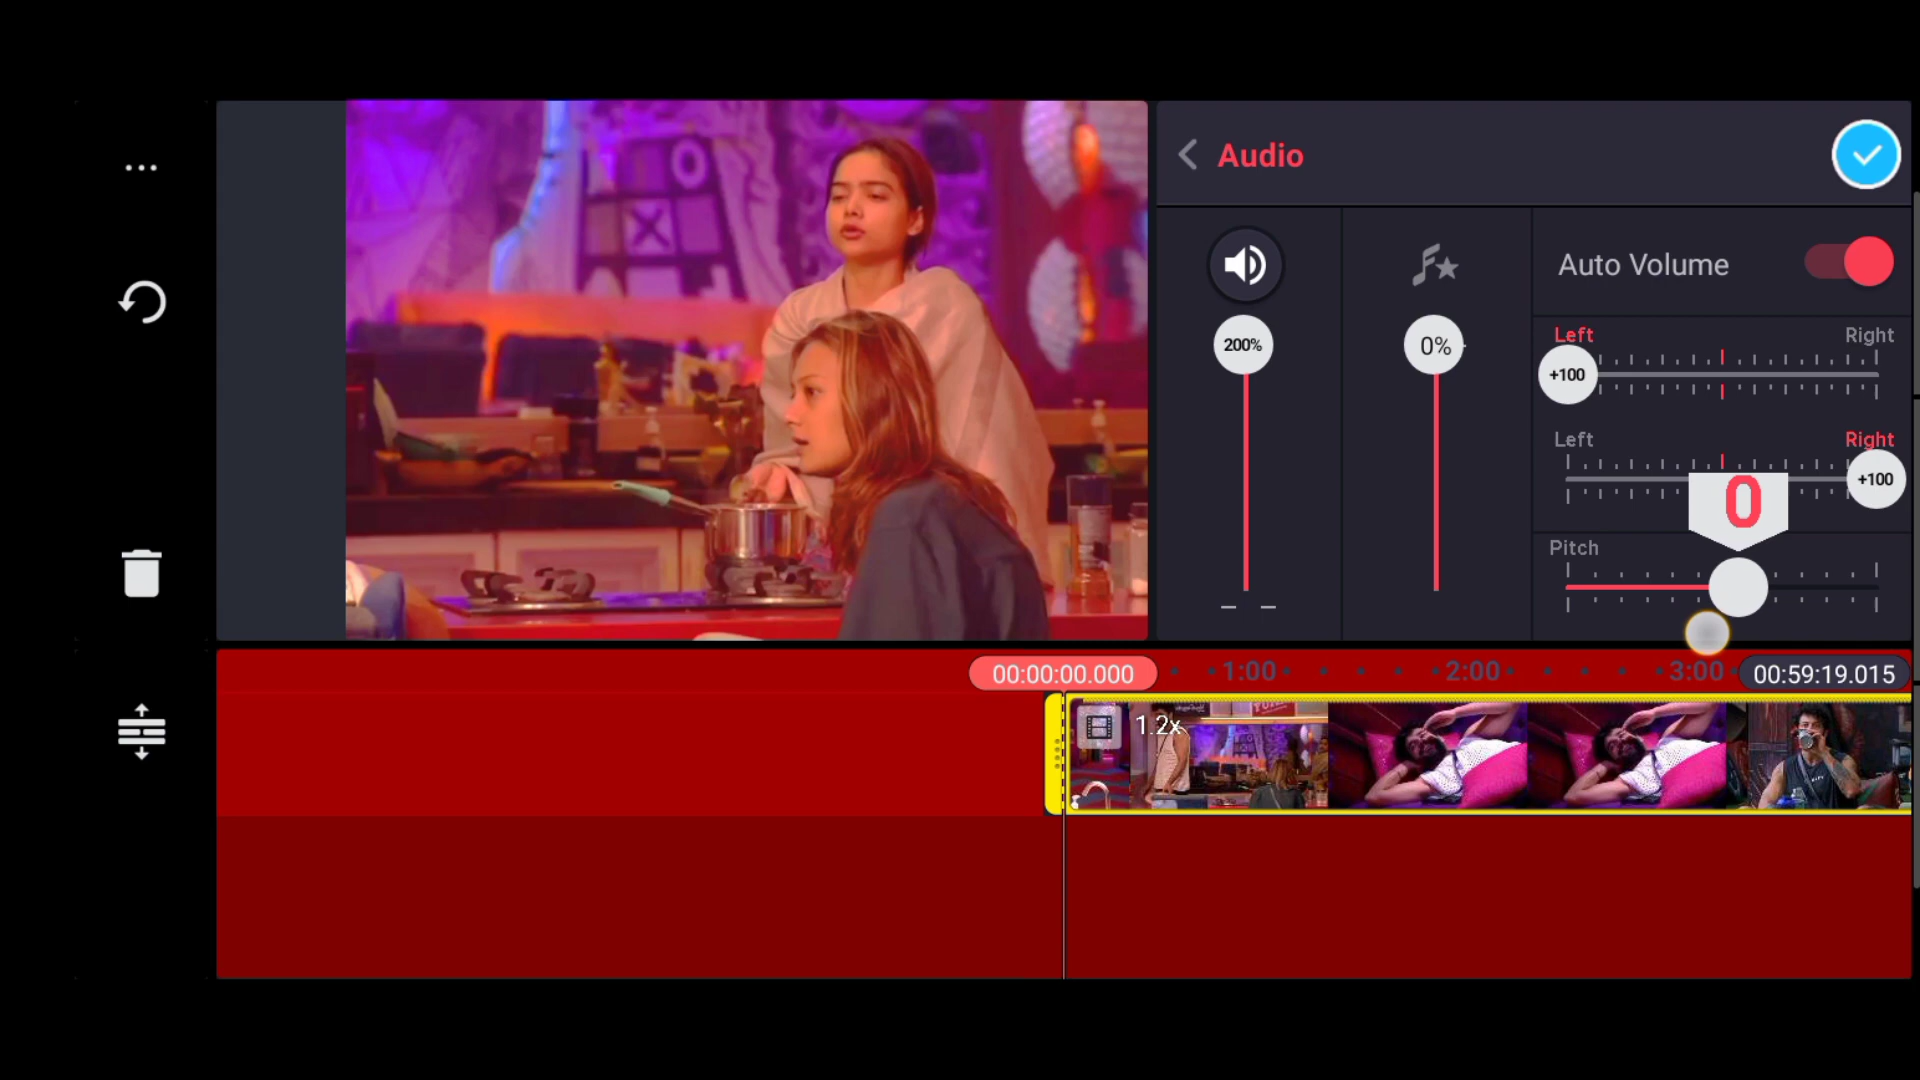 Audio
Auto Volume
200%
0%
Left
Right
+100
Left
Right
+100
0
Pitch
00:00:00.000
1:00
2:00
3:00
00:59:19.015
1.2x